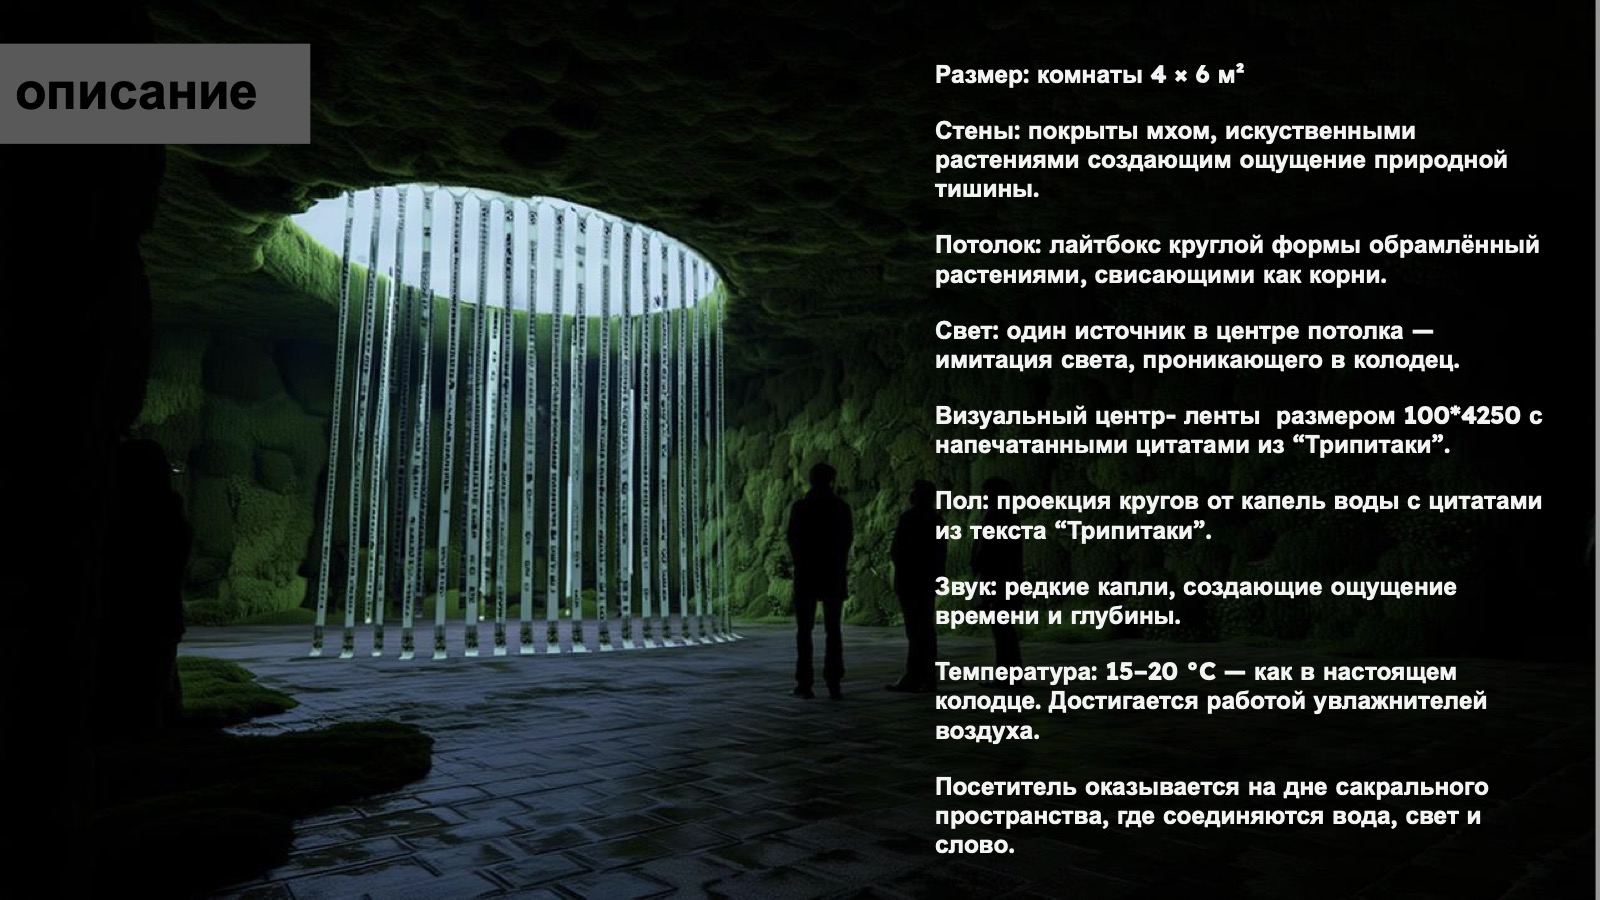 описание
Размер: комнаты 4 × 6 м²
Стены: покрыты мхом, искуственными
растениями создающим ощущение природной
тишины.
Потолок: лайтбокс круглой формы обрамлённый
растениями, свисающими как корни.
Свет: один источник в центре потолка —
имитация света, проникающего в колодец.
Визуальный центр- ленты  размером 100*4250 с
напечатанными цитатами из “Трипитаки”.
Пол: проекция кругов от капель воды с цитатами
из текста “Трипитаки”.
Звук: редкие капли, создающие ощущение
времени и глубины.
Температура: 15–20 °C — как в настоящем
колодце. Достигается работой увлажнителей
воздуха.
Посетитель оказывается на дне сакрального
пространства, где соединяются вода, свет и
слово.